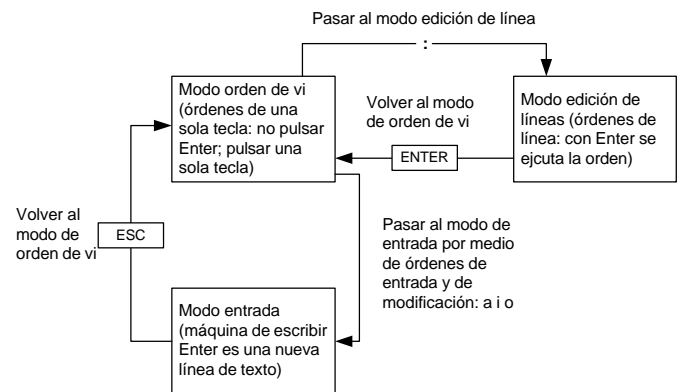 Pasar al modo edición de línea
:
Modo orden de vi
(órdenes de una
sola tecla: no pulsar
Enter; pulsar una
sola tecla)
Volver al modo
de orden de vi
ENTER
Modo edición de
líneas (órdenes de
línea: con Enter se
ejcuta la orden)
Volver al
modo de
orden de vi
ESC
Pasar al modo de
entrada por medio
de órdenes de
entrada y de
modificación: a i o
Modo entrada
(máquina de escribir
Enter es una nueva
línea de texto)